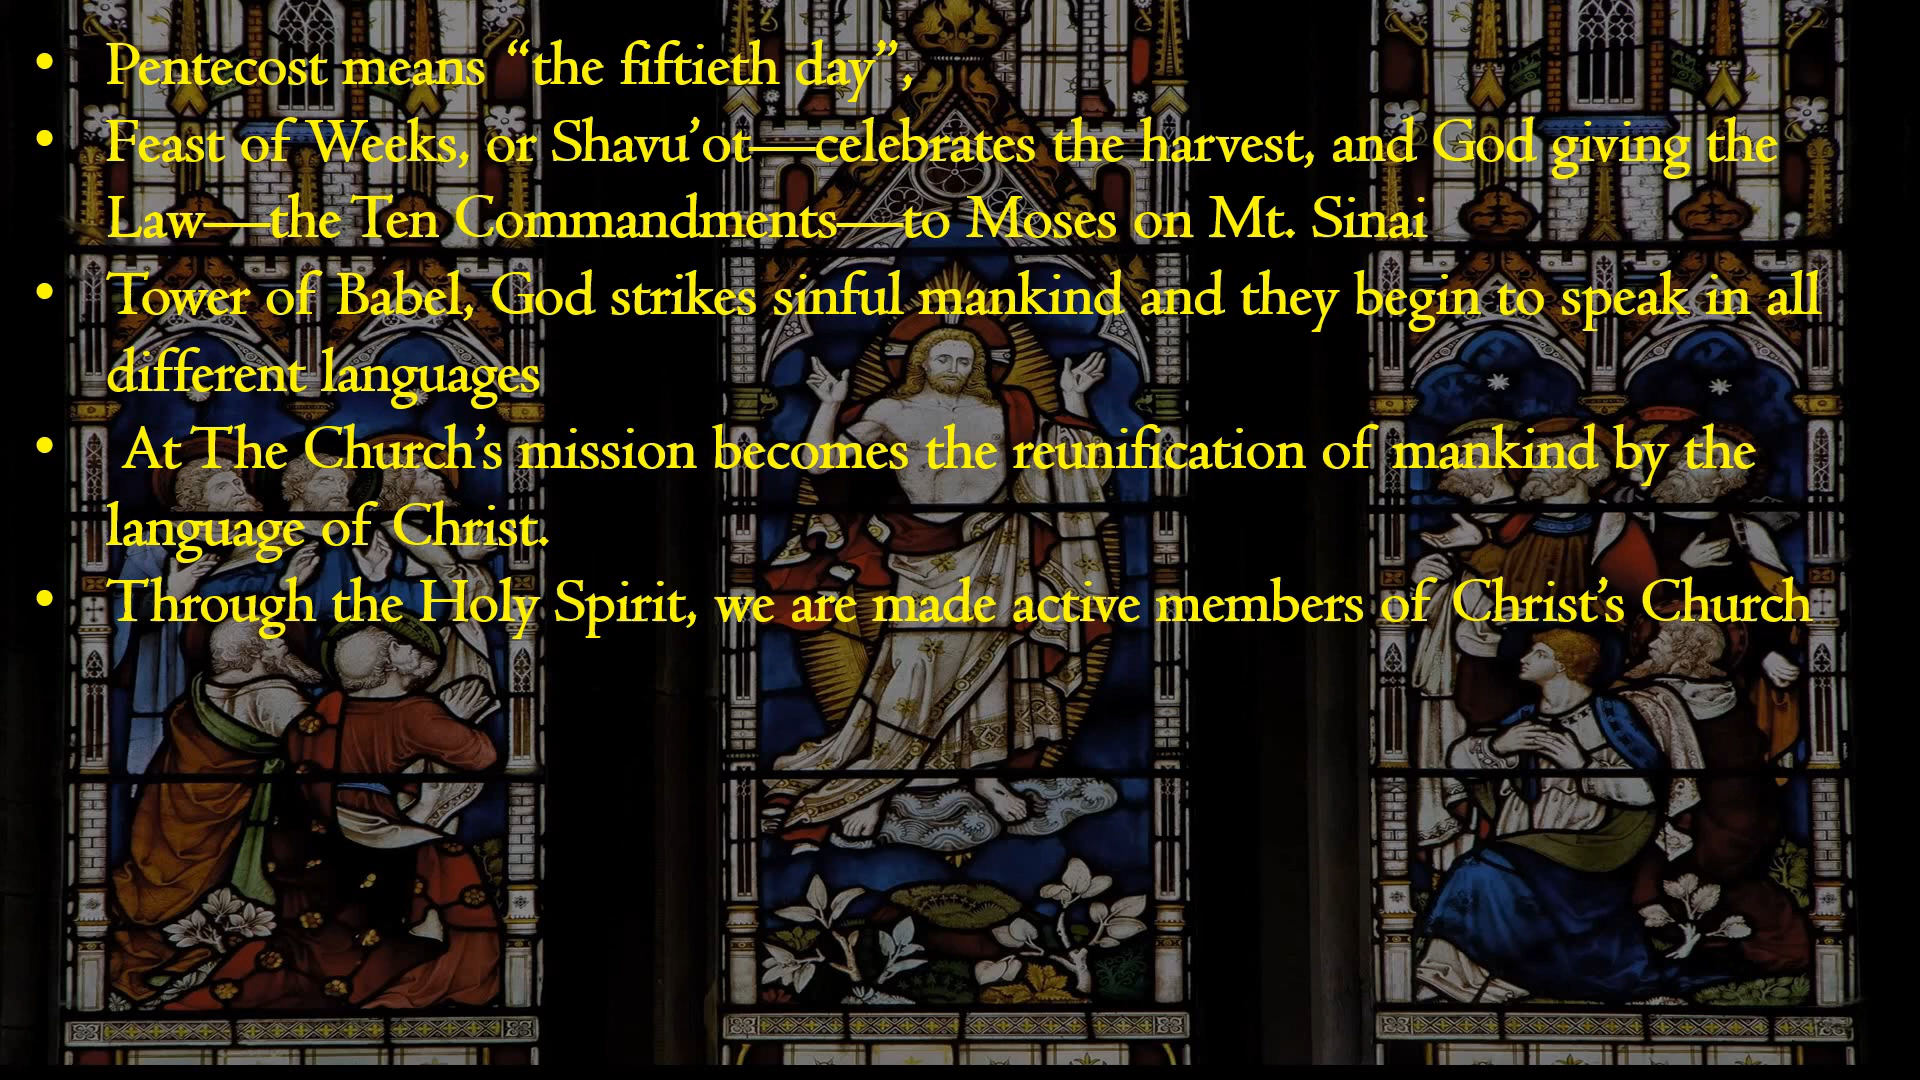 • Pentecost means “the fiftieth day”,
• Feast of Weeks, or Shavu’ot—celebrates the harvest, and God giving the
Law—the Ten Commandments—to Moses on Mt. Sinai
• Tower of Babel, God strikes sinful mankind and they begin to speak in all
different languages
• At The Church’s mission becomes the reunification of mankind by the
language of Christ.
• Through the Holy Spirit, we are made active members of Christ’s Church